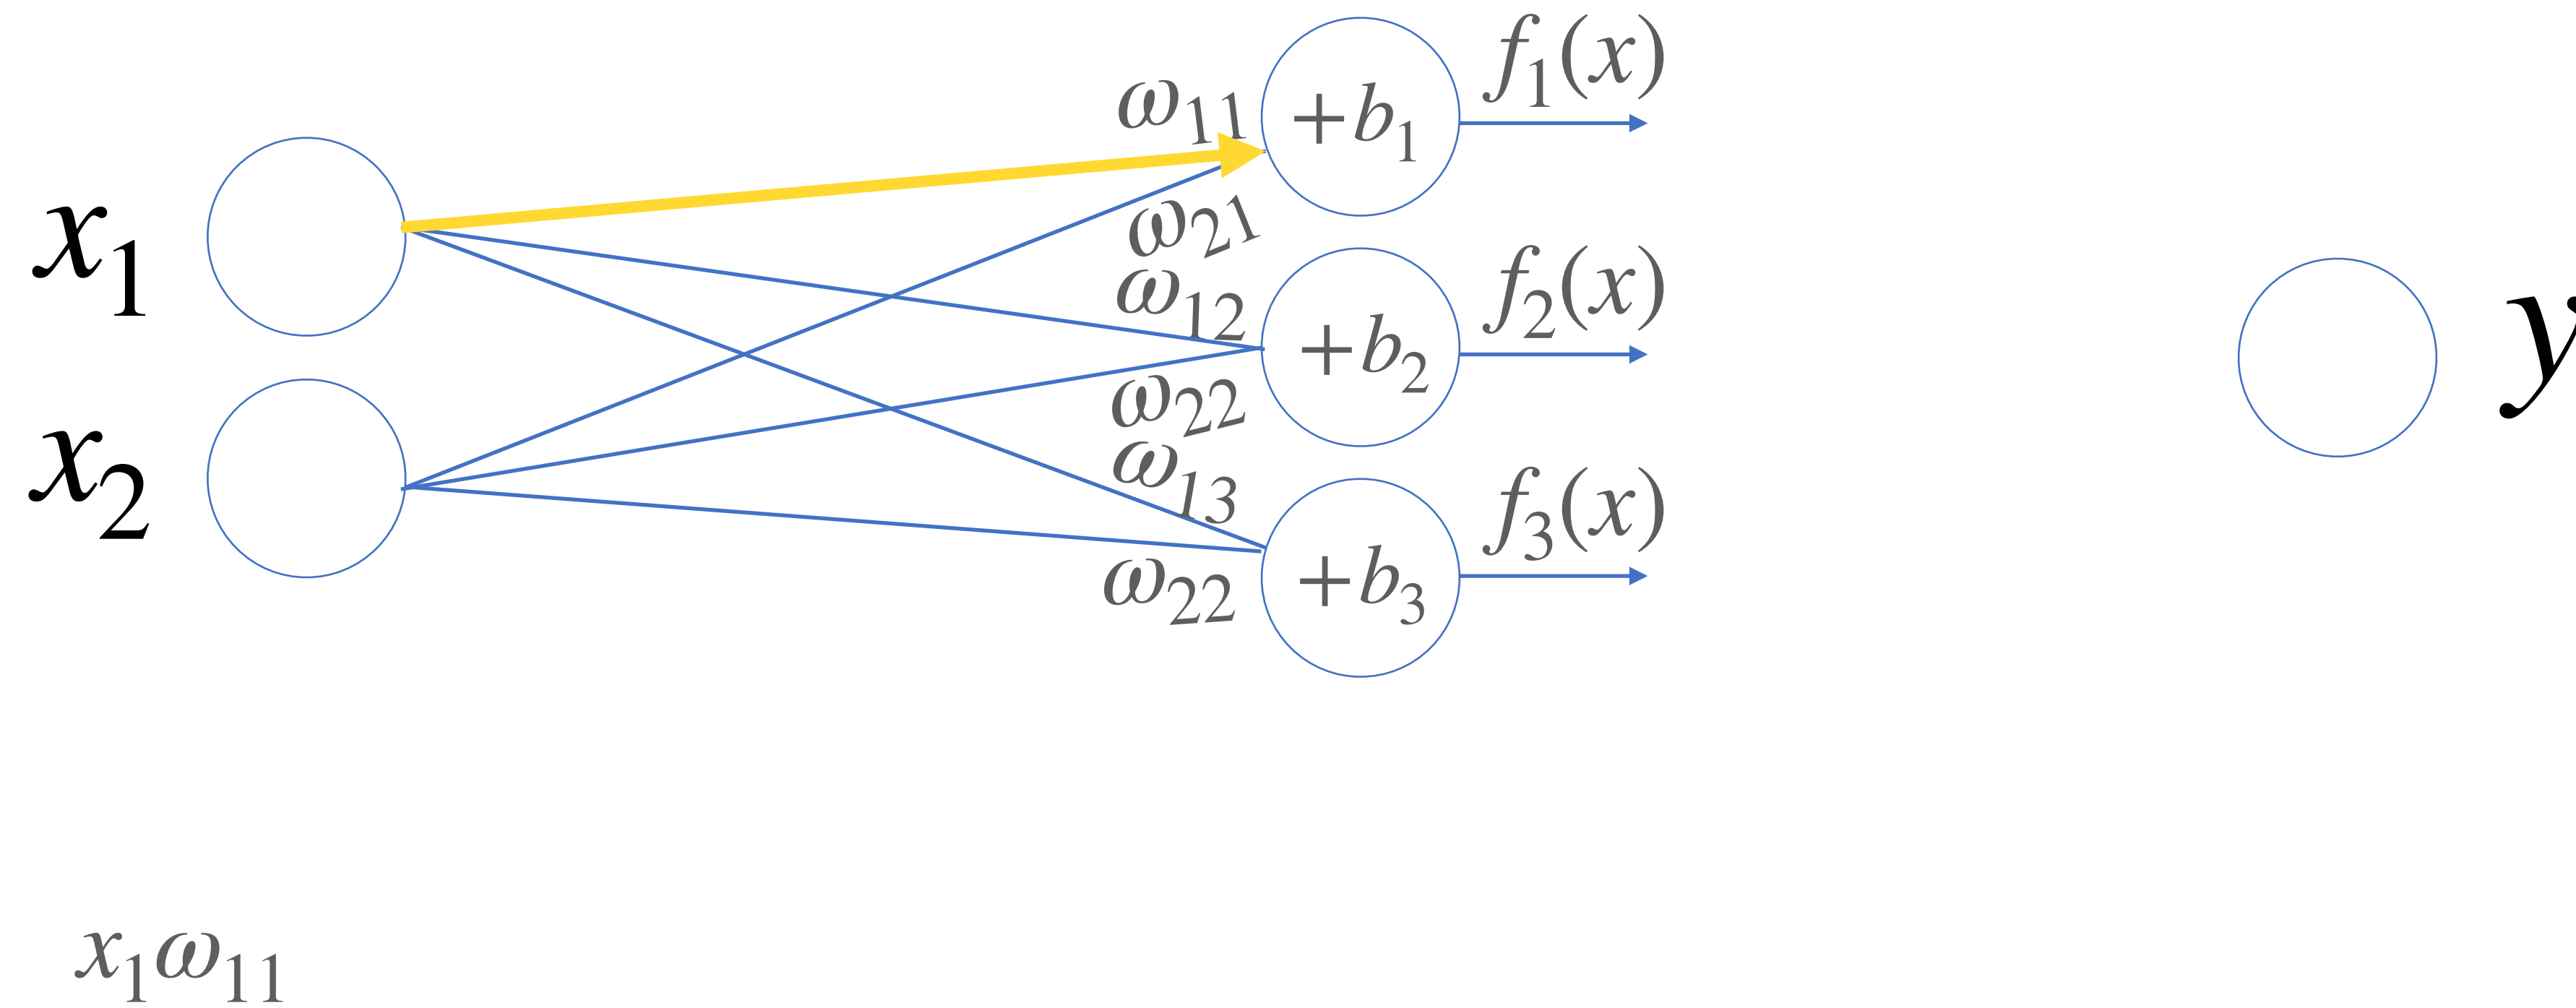 x₁
x₂
ω₁₁
ω₂₁
ω₁₂
ω₂₂
ω₁₃
ω₂₂
+b₁
+b₂
+b₃
f₁(x)
f₂(x)
f₃(x)
y
x₁ω₁₁